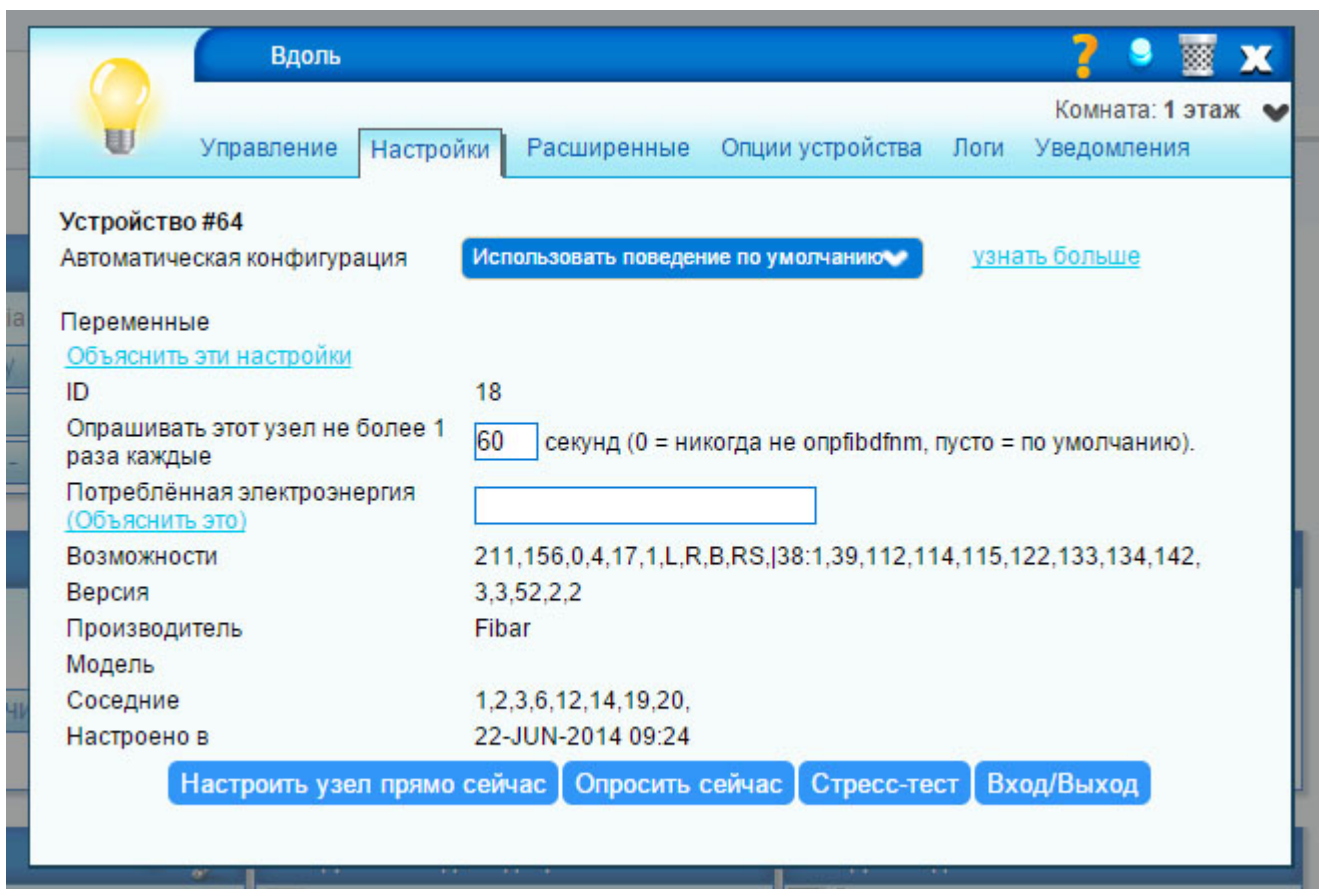 Вдоль
Комната: 1 этаж
Управление Настройки Расширенные Опции устройства Логи Уведомления
Устройство #64
Автоматическая конфигурация Использовать поведение по умолчанию узнать больше
Переменные
Объяснить эти настройки
ID 18
Опрашивать этот узел не более 1
раза каждые 60 секунд (0 = никогда не опрfibdfnm, пусто = по умолчанию).
Потреблённая электроэнергия
(Объяснить это)
Возможности 211,156,0,4,17,1,L,R,B,RS,|38:1,39,112,114,115,122,133,134,142,
Версия 3,3,52,2,2
Производитель Fibar
Модель
Соседние 1,2,3,6,12,14,19,20,
Настроено в 22-JUN-2014 09:24
Настроить узел прямо сейчас Опросить сейчас Стресс-тест Вход/Выход